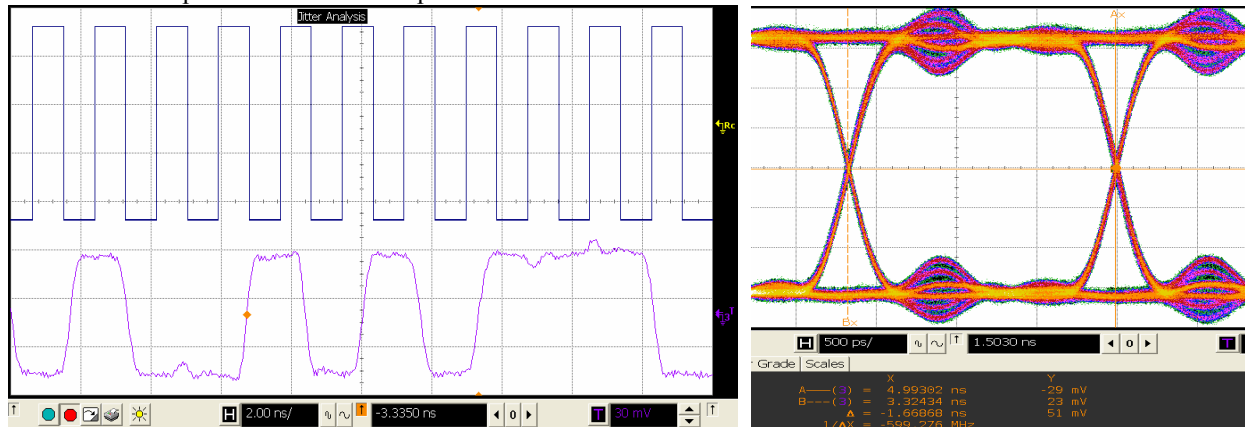 Jitter Analysis
Rc
3
T
H 2.00 ns/ -3.3350 ns 0 T 30 mV
Ax
Bx
H 500 ps/ 1.5030 ns 0 T
Grade Scales
X Y
A---(3) = 4.99302 ns -29 mV
B---(3) = 3.32434 ns 23 mV
Δ = -1.66868 ns 51 mV
1/ΔX = -599.276 MHz